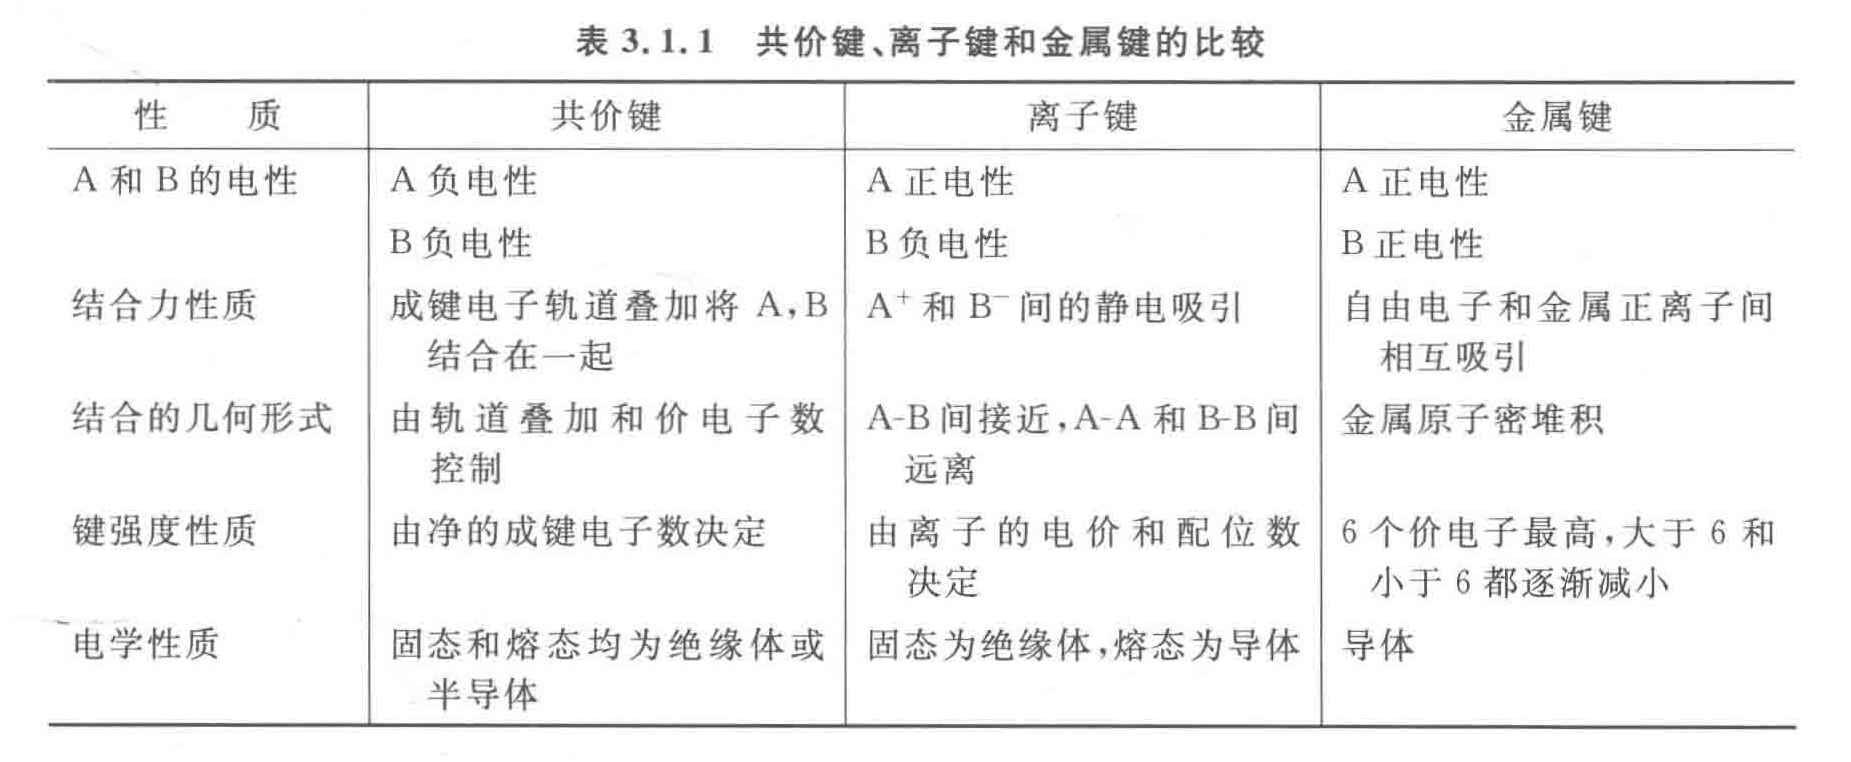 表 3.1.1 共价键、离子键和金属键的比较
性 质 共价键 离子键 金属键
A 和 B 的电性 A 负电性 A 正电性 A 正电性
B 负电性 B 负电性 B 正电性
结合力性质 成键电子轨道叠加将 A,B A⁺ 和 B⁻ 间的静电吸引 自由电子和金属正离子间
结合在一起 相互吸引
结合的几何形式 由轨道叠加和价电子数 A-B 间接近,A-A 和 B-B 间 金属原子密堆积
控制 远离
键强度性质 由净的成键电子数决定 由离子的电价和配位数 6 个价电子最高,大于 6 和
决定 小于 6 都逐渐减小
电学性质 固态和熔态均为绝缘体或 固态为绝缘体,熔态为导体 导体
半导体